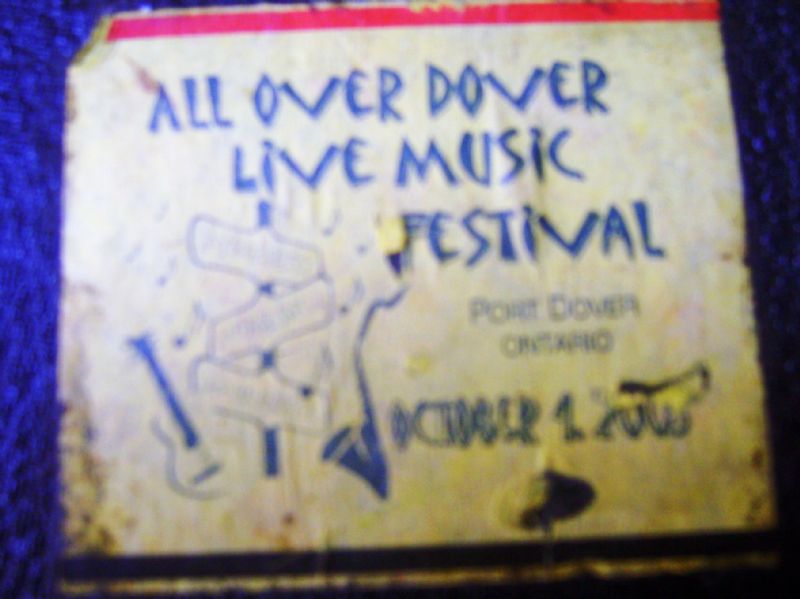 ALL OVER DOVER
LiVE MUSiC
FESTiVAL
PORT DOVER
ONTARIO
OCTOBER 1,